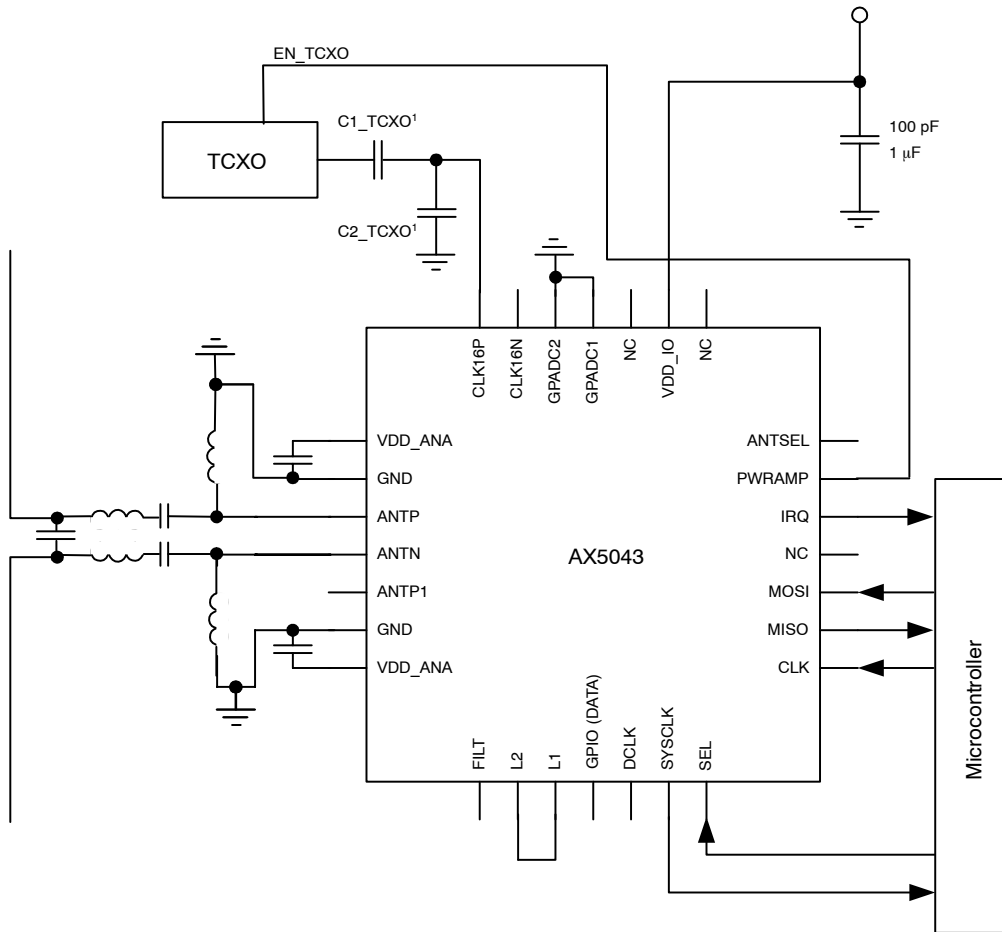 EN_TCXO
C1_TCXO¹
TCXO
C2_TCXO¹
100 pF
1 μF
CLK16P
CLK16N
GPADC2
GPADC1
NC
VDD_IO
NC
VDD_ANA
GND
ANTP
ANTN
ANTP1
GND
VDD_ANA
AX5043
ANTSEL
PWRAMP
IRQ
NC
MOSI
MISO
CLK
FILT
L2
L1
GPIO (DATA)
DCLK
SYSCLK
SEL
Microcontroller